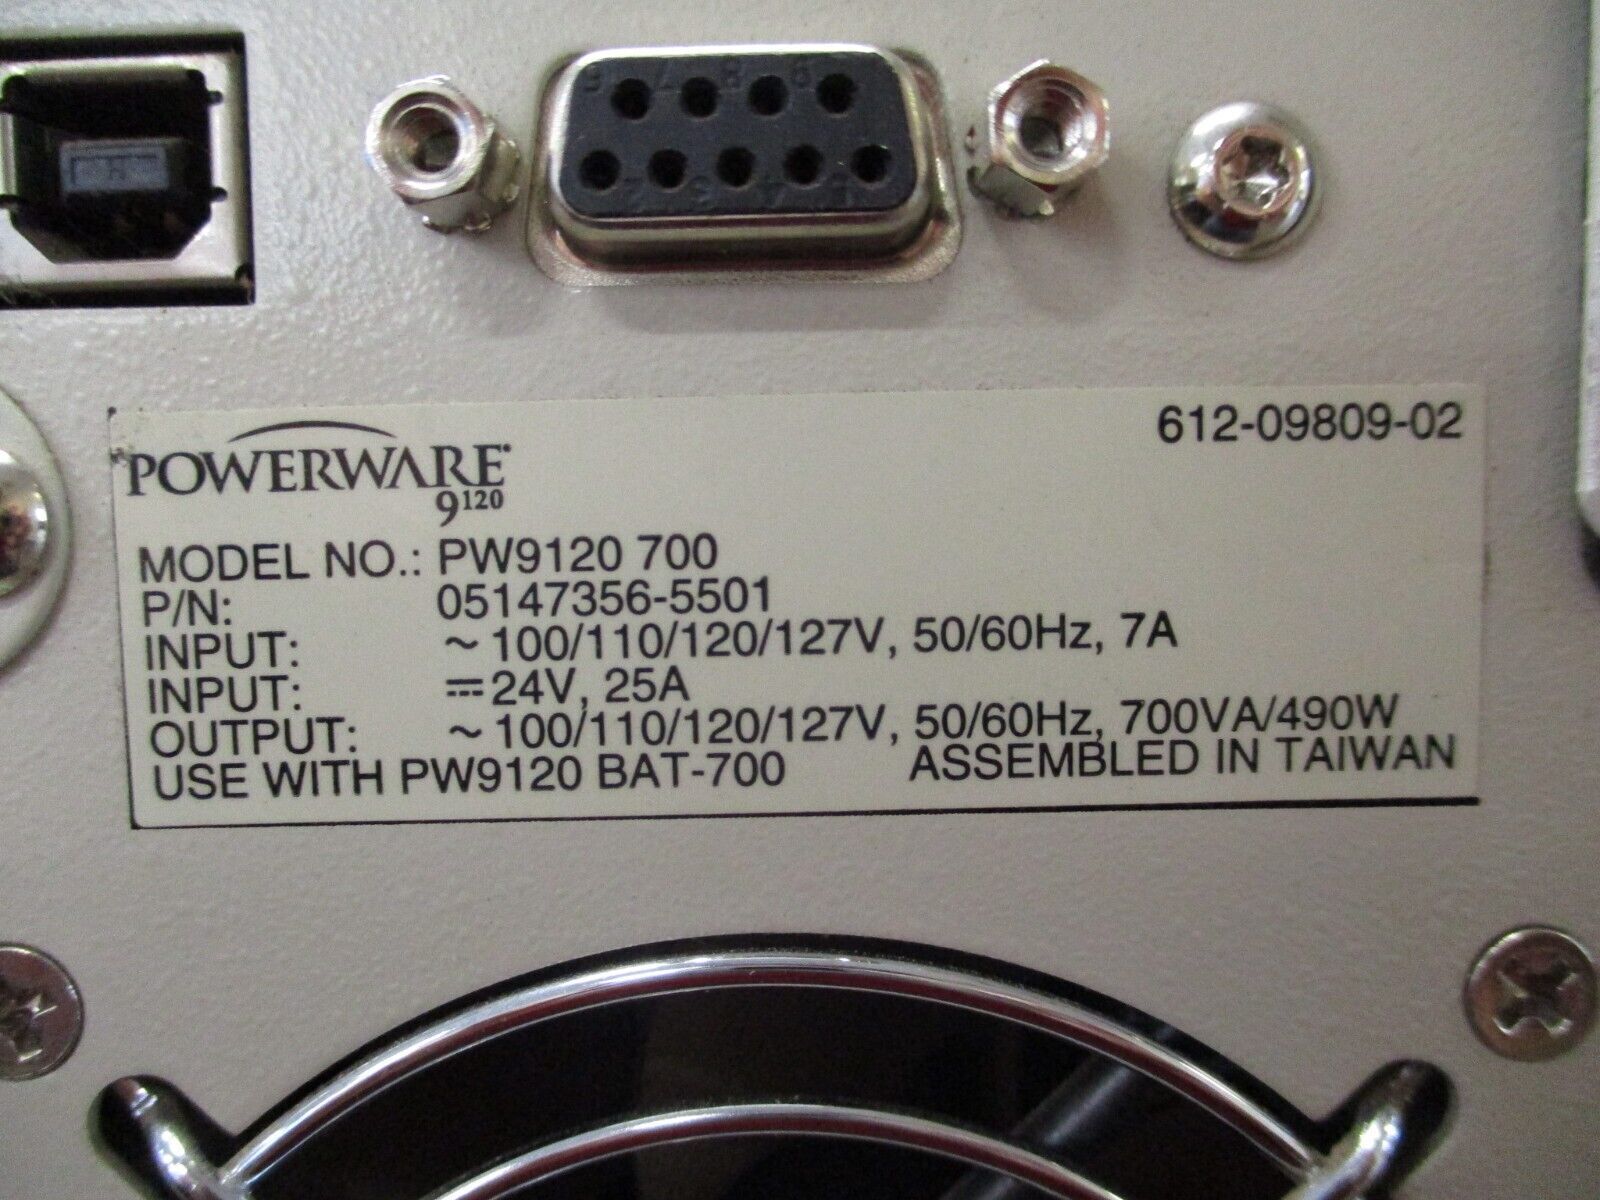 612-09809-02
POWERWARE
9120
MODEL NO.: PW9120 700
P/N: 05147356-5501
INPUT: ~ 100/110/120/127V, 50/60Hz, 7A
INPUT: ⎓ 24V, 25A
OUTPUT: ~ 100/110/120/127V, 50/60Hz, 700VA/490W
USE WITH PW9120 BAT-700 ASSEMBLED IN TAIWAN